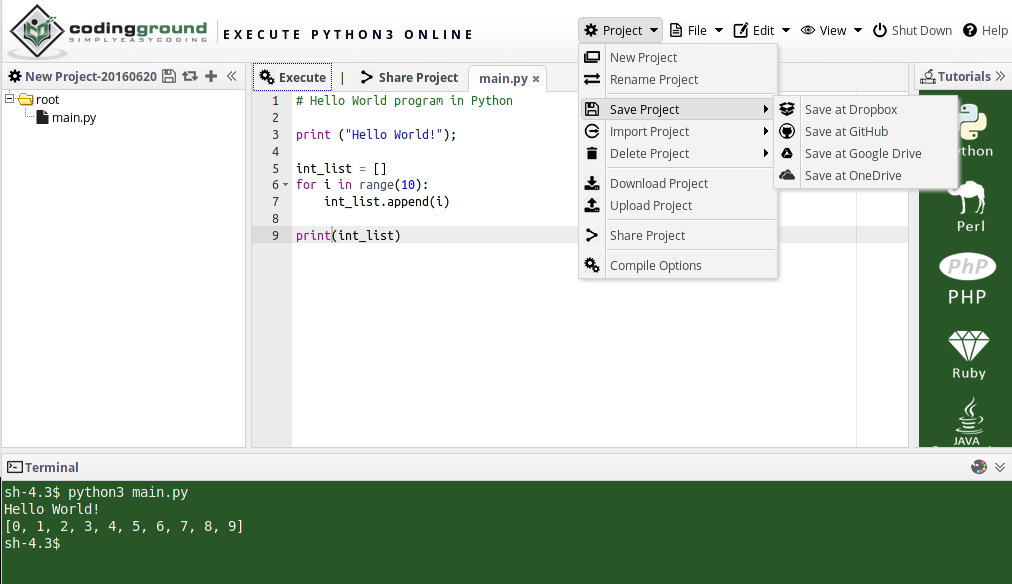 codingground
SIMPLYEASYCODING
EXECUTE PYTHON3 ONLINE
Project
File
Edit
View
Shut Down
Help
New Project-20160620
Execute
|
Share Project
main.py ×
Tutorials
root
main.py
1 # Hello World program in Python
2
3 print ("Hello World!");
4
5 int_list = []
6 for i in range(10):
7 int_list.append(i)
8
9 print(int_list)
New Project
Rename Project
Save Project
Import Project
Delete Project
Download Project
Upload Project
Share Project
Compile Options
Save at Dropbox
Save at GitHub
Save at Google Drive
Save at OneDrive
Perl
PhP
PHP
Ruby
JAVA
Terminal
sh-4.3$ python3 main.py
Hello World!
[0, 1, 2, 3, 4, 5, 6, 7, 8, 9]
sh-4.3$